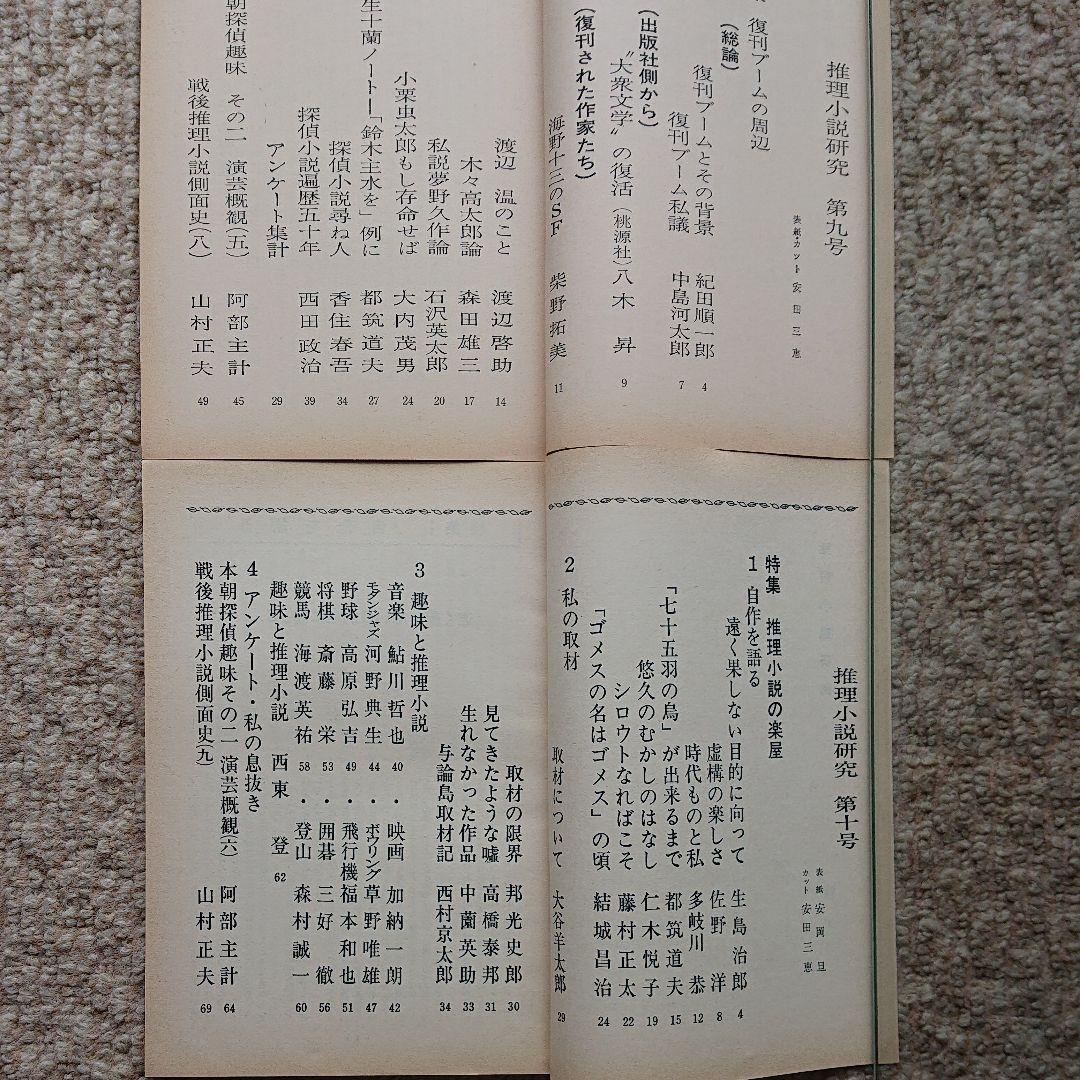 推理小説研究 第九号
表紙・カット 安田三恵
復刊ブームの周辺
(総論)
復刊ブームとその背景 紀田順一郎 4
復刊ブーム私議 中島河太郎 7
(出版社側から)
“大衆文学”の復活(桃源社)八木 昇 9
(復刊された作家たち)
海野十三のSF 柴野拓美 11
渡辺 温のこと 渡辺啓助 14
木々高太郎論 森田雄三 17
私説夢野久作論 石沢英太郎 20
小栗虫太郎もし存命せば 大内茂男 24
生十蘭ノート―「鈴木主水を」例に 都筑道夫 27
探偵小説尋ね人 香住春吾 34
探偵小説遍歴五十年 西田政治 39
アンケート集計 29
朝探偵趣味 その二 演芸概観(五) 阿部主計 45
戦後推理小説側面史(八) 山村正夫 49
推理小説研究 第十号
表紙 安岡 旦
カット 安田三恵
特集 推理小説の楽屋
1 自作を語る
遠く果しない目的に向って 生島治郎 4
虚構の楽しさ 佐野 洋 8
時代ものと私 多岐川 恭 12
「七十五羽の烏」が出来るまで 都筑道夫 15
悠久のむかしのはなし 仁木悦子 19
シロウトなればこそ 藤村正太 22
「ゴメスの名はゴメス」の頃 結城昌治 24
2 私の取材
取材について 大谷羊太郎 29
取材の限界 邦光史郎 30
見てきたような嘘 高橋泰邦 31
生れなかった作品 中薗英助 33
与論島取材記 西村京太郎 34
3 趣味と推理小説
音楽 鮎川哲也 40 ・ 映画 加納一朗 42
モダンジャズ 河野典生 44 ・ ボウリング 草野唯雄 47
野球 高原弘吉 49 ・ 飛行機 福本和也 51
将棋 斎藤 栄 53 ・ 囲碁 三好 徹 56
競馬 海渡英祐 58 ・ 登山 森村誠一 60
趣味と推理小説 西東 登 62
4 アンケート・私の息抜き
本朝探偵趣味その二 演芸概観(六) 阿部主計 64
戦後推理小説側面史(九) 山村正夫 69